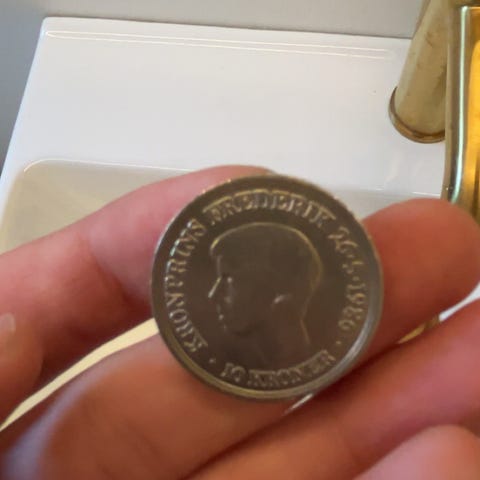 KRONPRINS FREDERIK 26·5·1986
· 10 KRONER ·